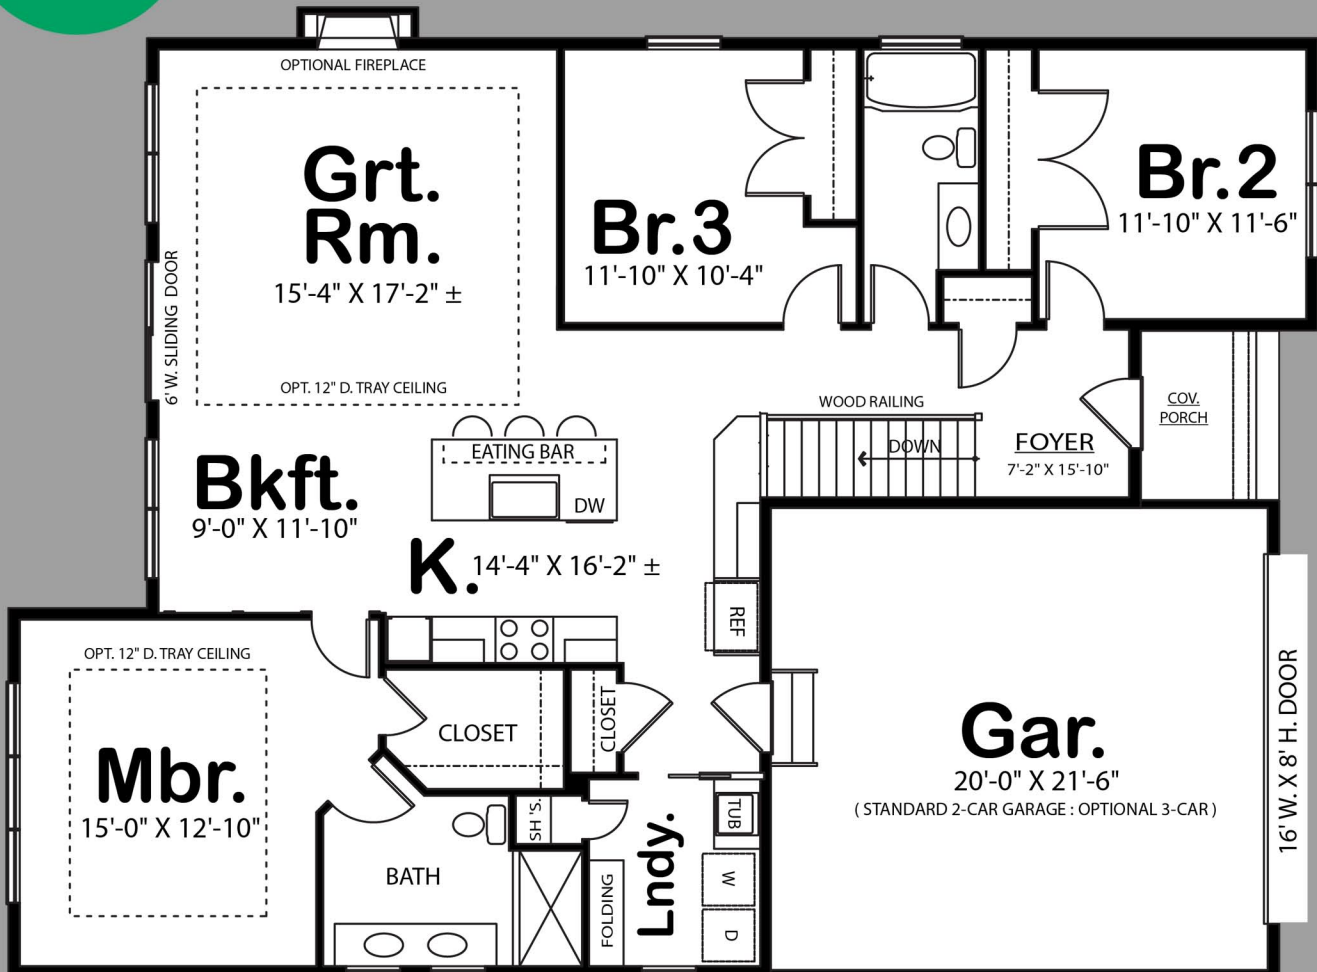 OPTIONAL FIREPLACE
Grt.
Rm.
15'-4" X 17'-2" ±
6' W. SLIDING DOOR
OPT. 12" D. TRAY CEILING
Br.3
11'-10" X 10'-4"
Br.2
11'-10" X 11'-6"
WOOD RAILING
DOWN
FOYER
7'-2" X 15'-10"
COV.
PORCH
EATING BAR
DW
Bkft.
9'-0" X 11'-10"
K.
14'-4" X 16'-2" ±
REF
OPT. 12" D. TRAY CEILING
Mbr.
15'-0" X 12'-10"
CLOSET
CLOSET
Gar.
20'-0" X 21'-6"
( STANDARD 2-CAR GARAGE : OPTIONAL 3-CAR )
16' W. X 8' H. DOOR
BATH
SH 'S.
FOLDING
Lndy.
TUB
W
D